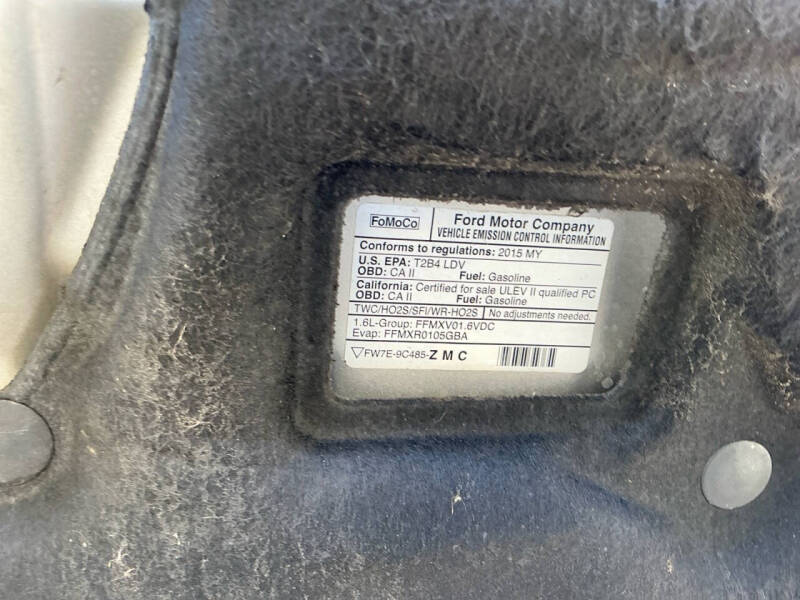 FoMoCo
Ford Motor Company
VEHICLE EMISSION CONTROL INFORMATION
Conforms to regulations: 2015 MY
U.S. EPA: T2B4 LDV
OBD: CA II Fuel: Gasoline
California: Certified for sale ULEV II qualified PC
OBD: CA II Fuel: Gasoline
TWC/HO2S/SFI/WR-HO2S No adjustments needed.
1.6L-Group: FFMXV01.6VDC
Evap: FFMXR0105GBA
FW7E-9C485-Z M C